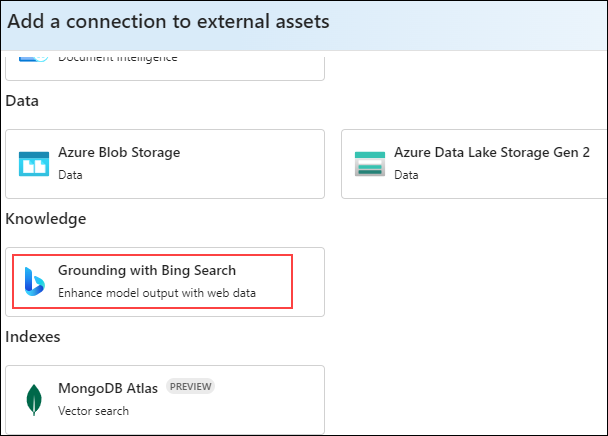 Add a connection to external assets
Document Intelligence
Data
Azure Blob Storage
Data
Azure Data Lake Storage Gen 2
Data
Knowledge
Grounding with Bing Search
Enhance model output with web data
Indexes
MongoDB Atlas PREVIEW
Vector search